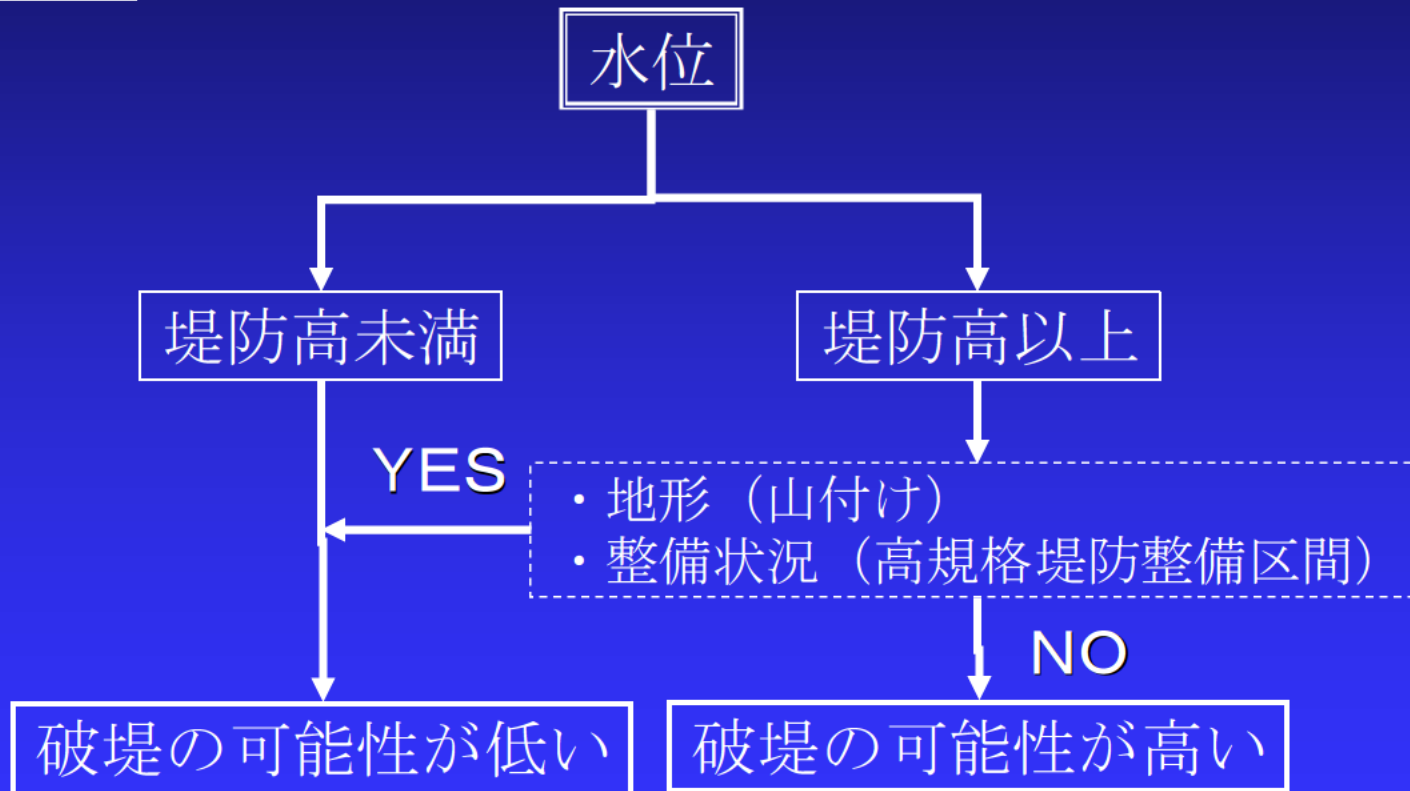 水位
堤防高未満
堤防高以上
YES
・地形（山付け）
・整備状況（高規格堤防整備区間）
NO
破堤の可能性が低い
破堤の可能性が高い